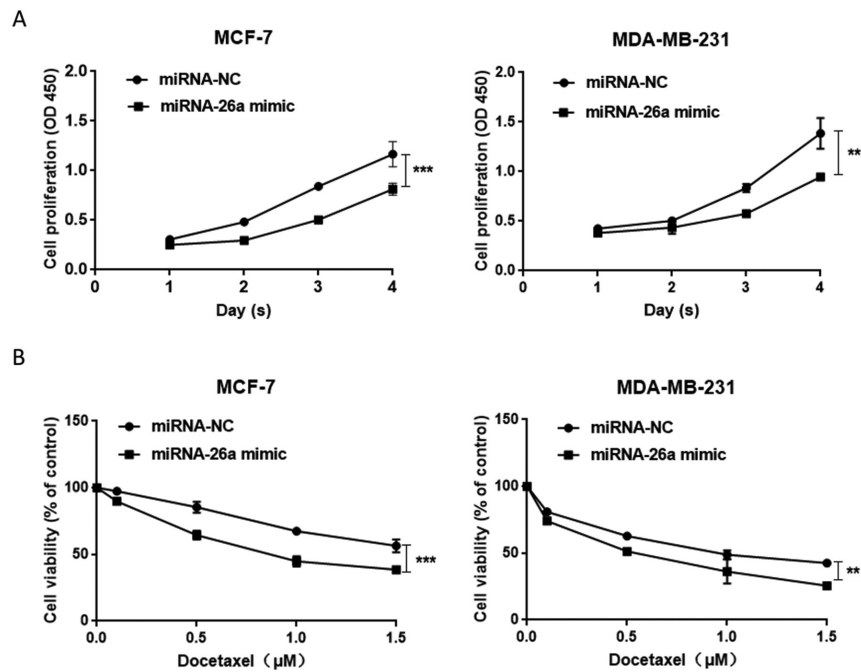 A
MCF-7
Cell proliferation (OD 450)
2.0
1.5
1.0
0.5
0.0
miRNA-NC
miRNA-26a mimic
***
0 1 2 3 4
Day (s)
MDA-MB-231
Cell proliferation (OD 450)
2.0
1.5
1.0
0.5
0.0
miRNA-NC
miRNA-26a mimic
**
0 1 2 3 4
Day (s)
B
MCF-7
Cell viability (% of control)
150
100
50
0
miRNA-NC
miRNA-26a mimic
***
0.0 0.5 1.0 1.5
Docetaxel（μM）
MDA-MB-231
Cell viability (% of control)
150
100
50
0
miRNA-NC
miRNA-26a mimic
**
0.0 0.5 1.0 1.5
Docetaxel（μM）